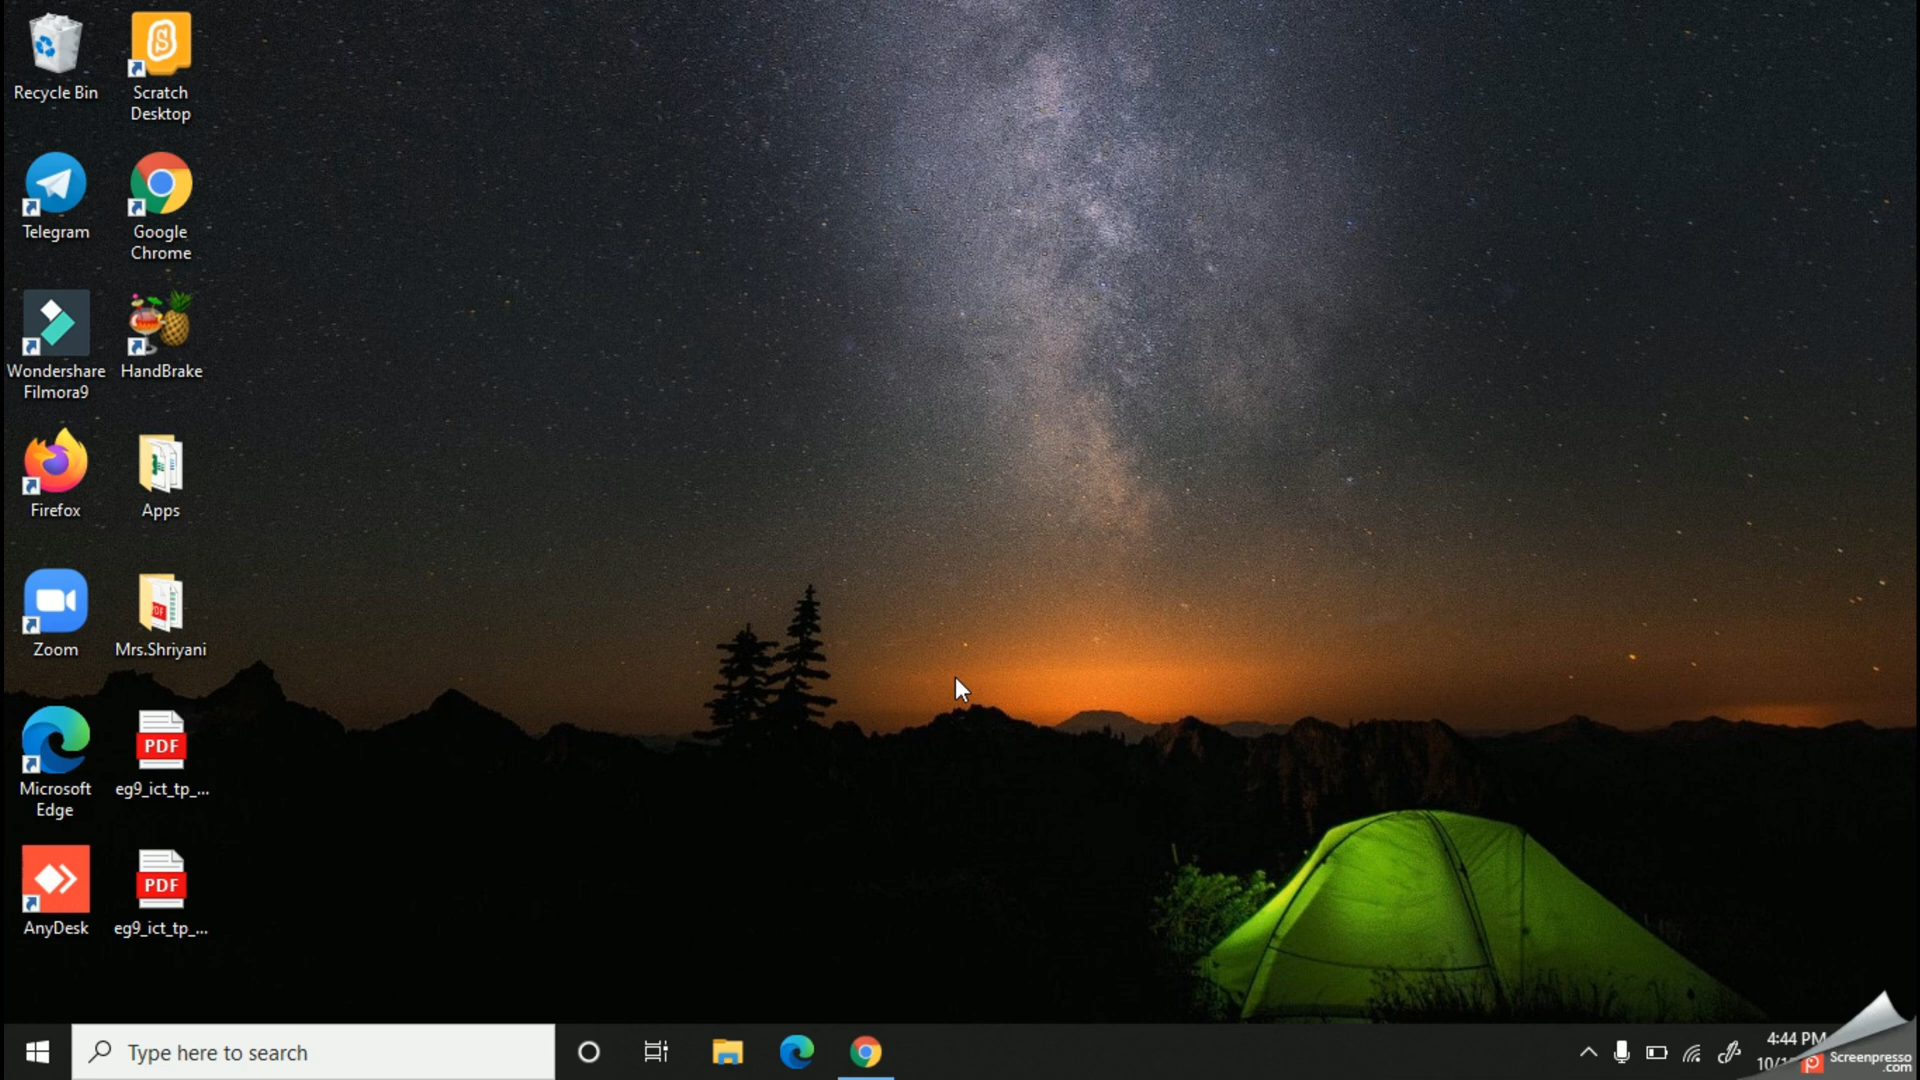 Recycle Bin
Scratch
Desktop
Telegram
Google
Chrome
Wondershare
Filmora9
HandBrake
Firefox
Apps
Zoom
Mrs.Shriyani
Microsoft
Edge
PDF
eg9_ict_tp_...
AnyDesk
PDF
eg9_ict_tp_...
Type here to search
4:44 PM
Screenpresso
.com